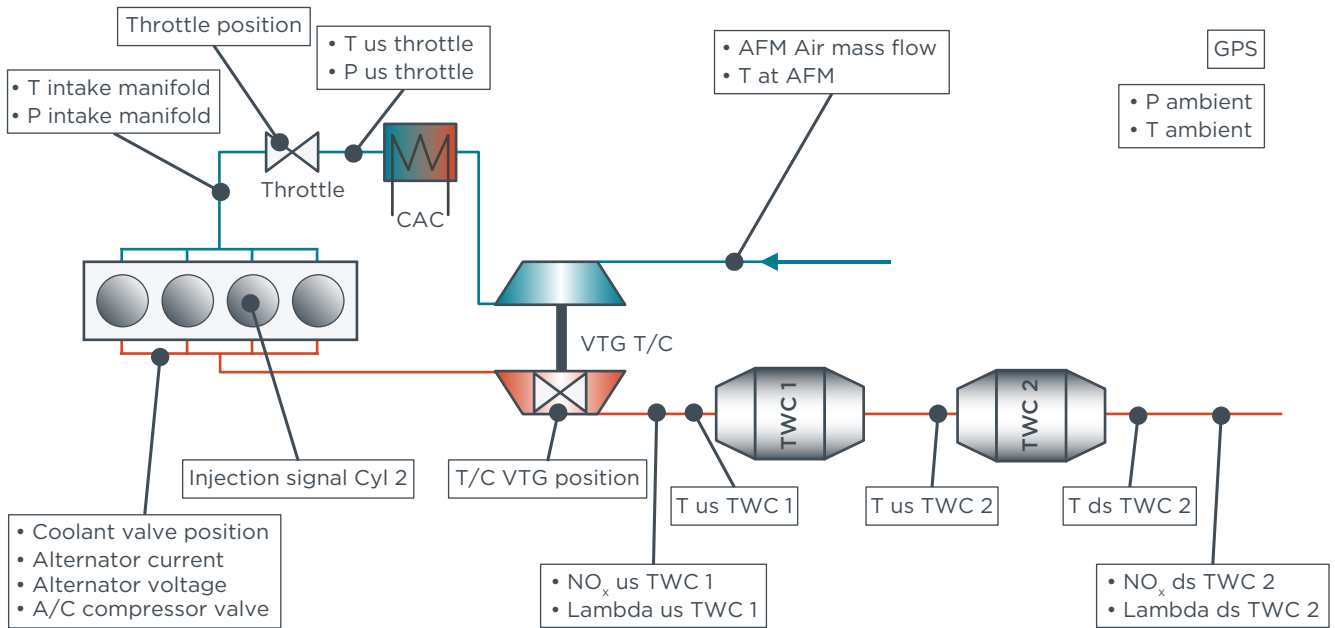 Throttle position
• T us throttle
• P us throttle
• AFM Air mass flow
• T at AFM
GPS
• T intake manifold
• P intake manifold
• P ambient
• T ambient
Throttle
CAC
VTG T/C
TWC 1
TWC 2
Injection signal Cyl 2
T/C VTG position
T us TWC 1
T us TWC 2
T ds TWC 2
• Coolant valve position
• Alternator current
• Alternator voltage
• A/C compressor valve
• NOₓ us TWC 1
• Lambda us TWC 1
• NOₓ ds TWC 2
• Lambda ds TWC 2